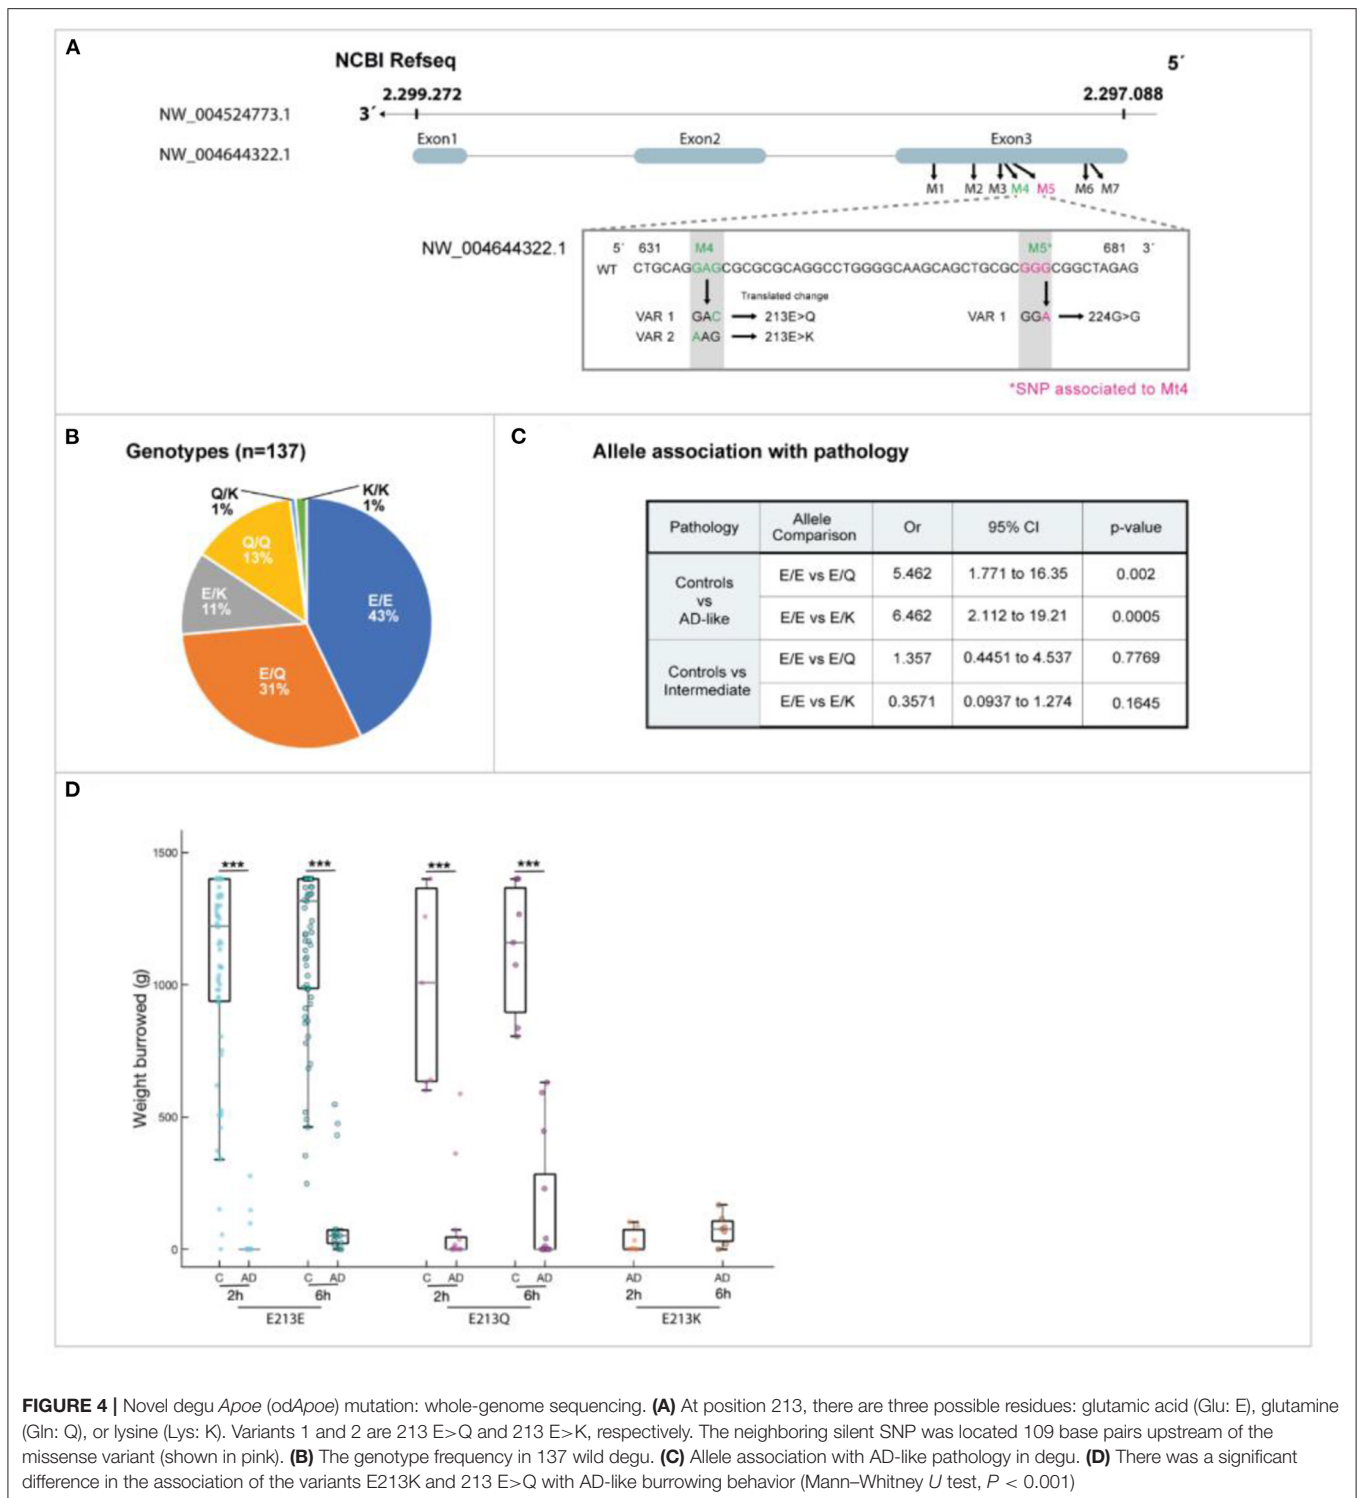 A
NCBI Refseq
5´
2.299.272
2.297.088
NW_004524773.1
3´
NW_004644322.1
Exon1
Exon2
Exon3
M1
M2
M3
M4
M5
M6
M7
NW_004644322.1
5´ 631 M4 M5* 681 3´
WT CTGCAGGAGCGCGCGCAGGCCTGGGGCAAGCAGCTGCGCGGGCGGCTAGAG
Translated change
VAR 1 GAC 213E>Q VAR 1 GGA 224G>G
VAR 2 AAG 213E>K
*SNP associated to Mt4
B
Genotypes (n=137)
Q/K
1%
K/K
1%
Q/Q
13%
E/K
11%
E/E
43%
E/Q
31%
C
Allele association with pathology
Pathology Allele Comparison Or 95% CI p-value
Controls vs AD-like E/E vs E/Q 5.462 1.771 to 16.35 0.002
E/E vs E/K 6.462 2.112 to 19.21 0.0005
Controls vs Intermediate E/E vs E/Q 1.357 0.4451 to 4.537 0.7769
E/E vs E/K 0.3571 0.0937 to 1.274 0.1645
D
Weight burrowed (g)
1500
1000
500
0
*** *** *** ***
C AD C AD C AD C AD AD AD
2h 6h 2h 6h 2h 6h
E213E E213Q E213K
FIGURE 4 | Novel degu Apoe (odApoe) mutation: whole-genome sequencing. (A) At position 213, there are three possible residues: glutamic acid (Glu: E), glutamine
(Gln: Q), or lysine (Lys: K). Variants 1 and 2 are 213 E>Q and 213 E>K, respectively. The neighboring silent SNP was located 109 base pairs upstream of the
missense variant (shown in pink). (B) The genotype frequency in 137 wild degu. (C) Allele association with AD-like pathology in degu. (D) There was a significant
difference in the association of the variants E213K and 213 E>Q with AD-like burrowing behavior (Mann–Whitney U test, P < 0.001)